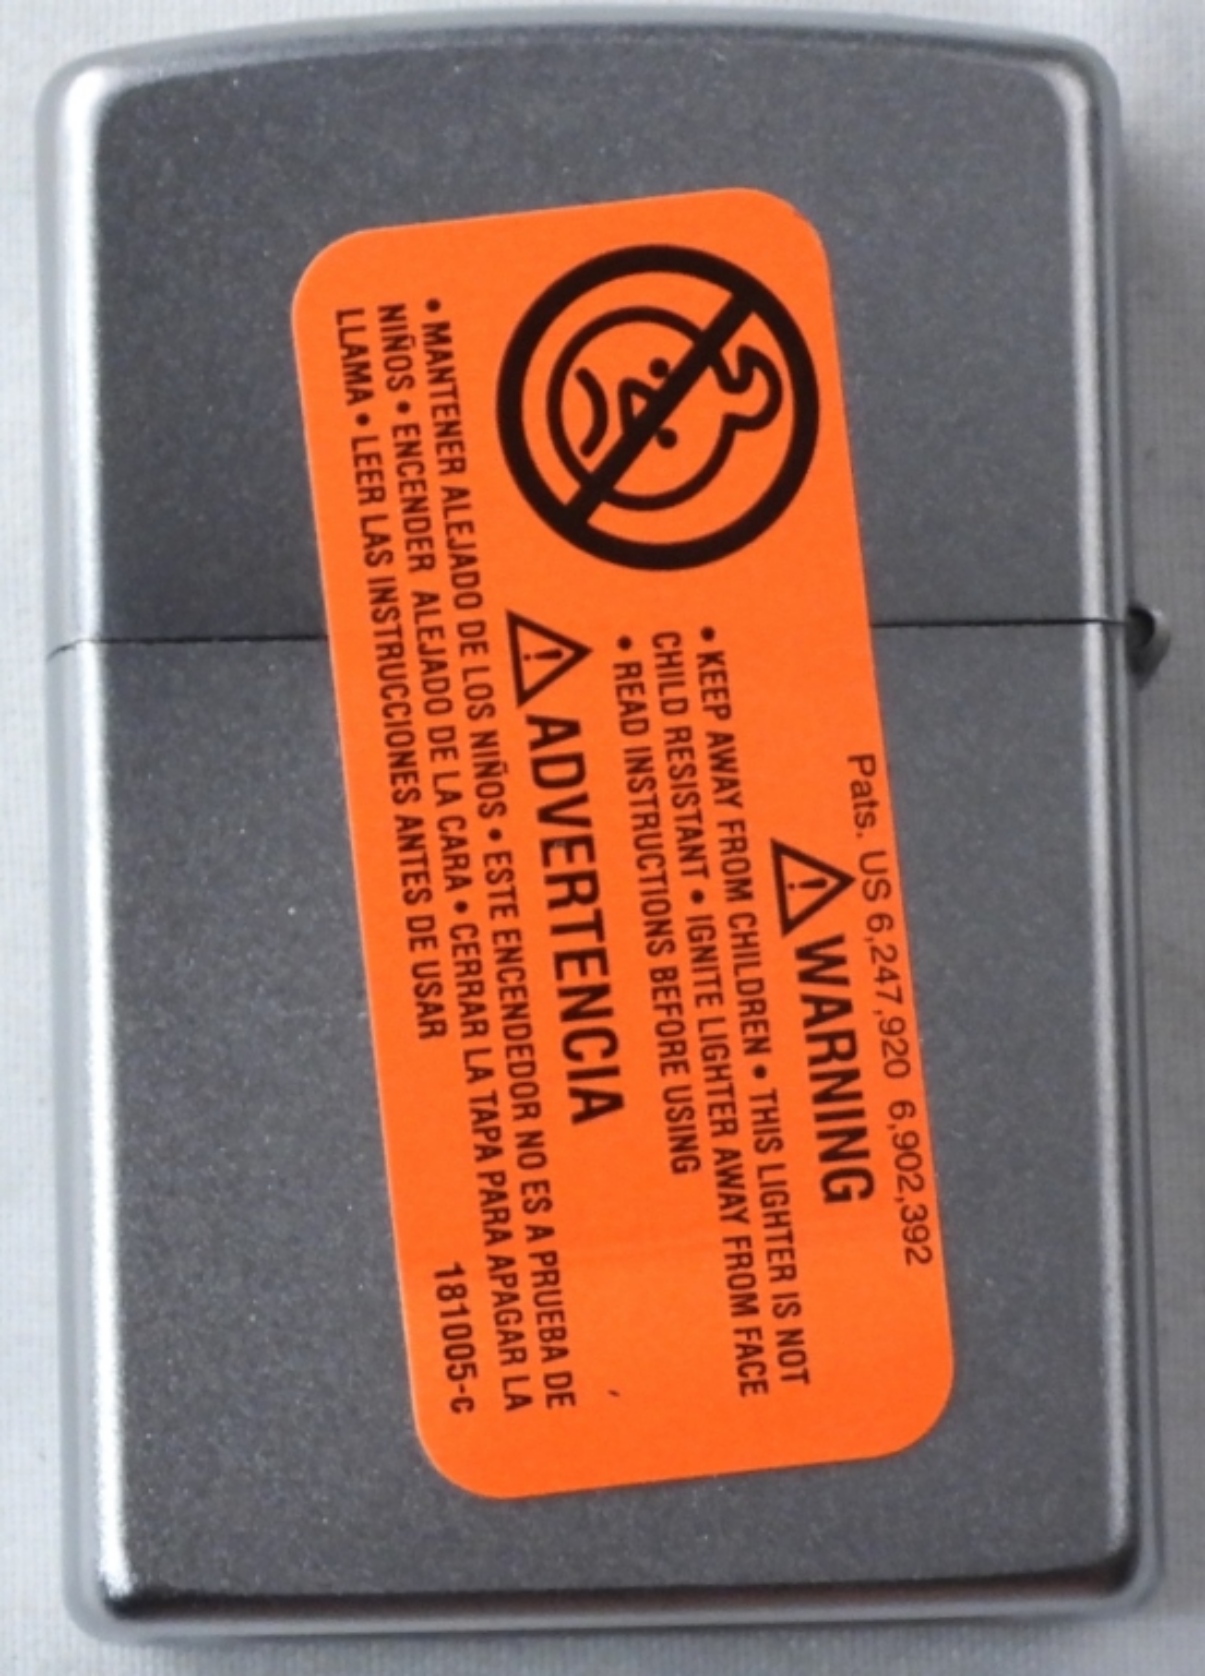 Pats. US 6,247,920 6,902,392
WARNING
• KEEP AWAY FROM CHILDREN • THIS LIGHTER IS NOT
CHILD RESISTANT • IGNITE LIGHTER AWAY FROM FACE
• READ INSTRUCTIONS BEFORE USING
ADVERTENCIA
• MANTENER ALEJADO DE LOS NIÑOS • ESTE ENCENDEDOR NO ES A PRUEBA DE
NIÑOS • ENCENDER ALEJADO DE LA CARA • CERRAR LA TAPA PARA APAGAR LA
LLAMA • LEER LAS INSTRUCCIONES ANTES DE USAR
181005-C